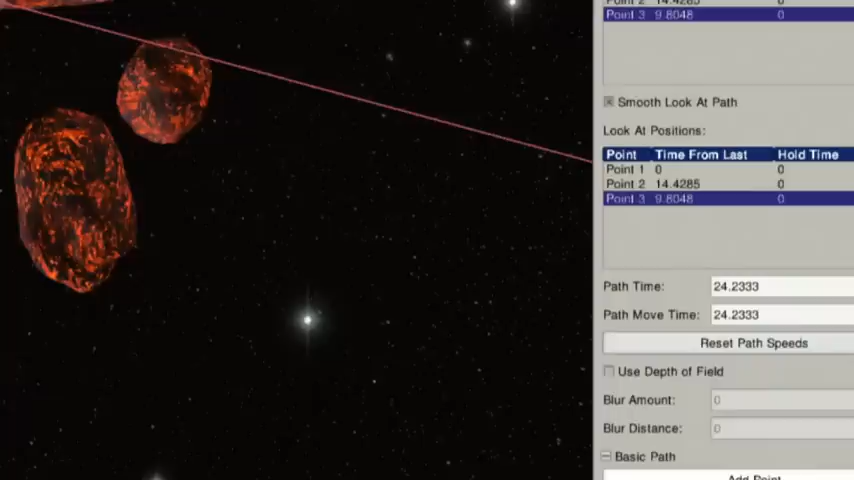 Point 2 14.4285 0
Point 3 9.8048 0
Smooth Look At Path
Look At Positions:
Point Time From Last Hold Time
Point 1 0 0
Point 2 14.4285 0
Point 3 9.8048 0
Path Time: 24.2333
Path Move Time: 24.2333
Reset Path Speeds
Use Depth of Field
Blur Amount: 0
Blur Distance: 0
Basic Path
Add Point